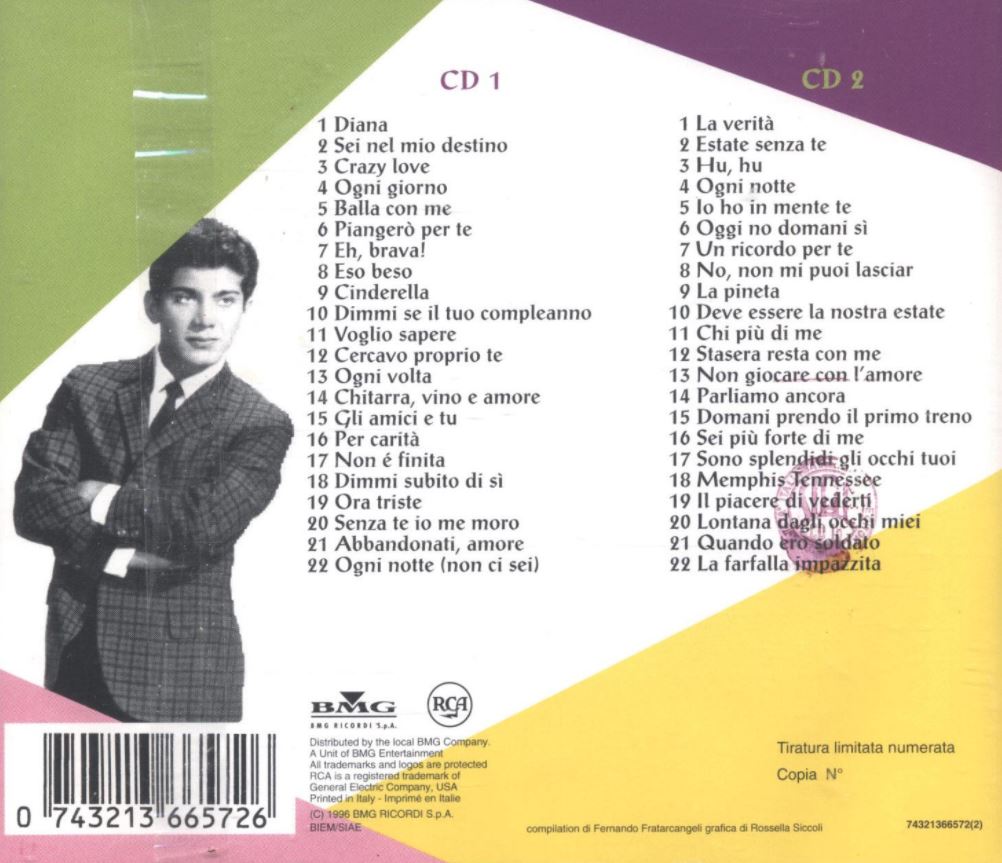 CD 1
1 Diana
2 Sei nel mio destino
3 Crazy love
4 Ogni giorno
5 Balla con me
6 Piangerò per te
7 Eh, brava!
8 Eso beso
9 Cinderella
10 Dimmi se il tuo compleanno
11 Voglio sapere
12 Cercavo proprio te
13 Ogni volta
14 Chitarra, vino e amore
15 Gli amici e tu
16 Per carità
17 Non é finita
18 Dimmi subito di sì
19 Ora triste
20 Senza te io me moro
21 Abbandonati, amore
22 Ogni notte (non ci sei)
CD 2
1 La verità
2 Estate senza te
3 Hu, hu
4 Ogni notte
5 Io ho in mente te
6 Oggi no domani sì
7 Un ricordo per te
8 No, non mi puoi lasciar
9 La pineta
10 Deve essere la nostra estate
11 Chi più di me
12 Stasera resta con me
13 Non giocare con l'amore
14 Parliamo ancora
15 Domani prendo il primo treno
16 Sei più forte di me
17 Sono splendidi gli occhi tuoi
18 Memphis Tennessee
19 Il piacere di vederti
20 Lontana dagli occhi miei
21 Quando ero soldato
22 La farfalla impazzita
BMG
BMG RICORDI S.p.A.
RCA
Distributed by the local BMG Company.
A Unit of BMG Entertainment
All trademarks and logos are protected
RCA is a registered trademark of
General Electric Company, USA
Printed in Italy - Imprimé en Italie
(C) 1996 BMG RICORDI S.p.A.
BIEM/SIAE
0 743213 665726
Tiratura limitata numerata
Copia N°
compilation di Fernando Fratarcangeli grafica di Rossella Siccoli
74321366572(2)